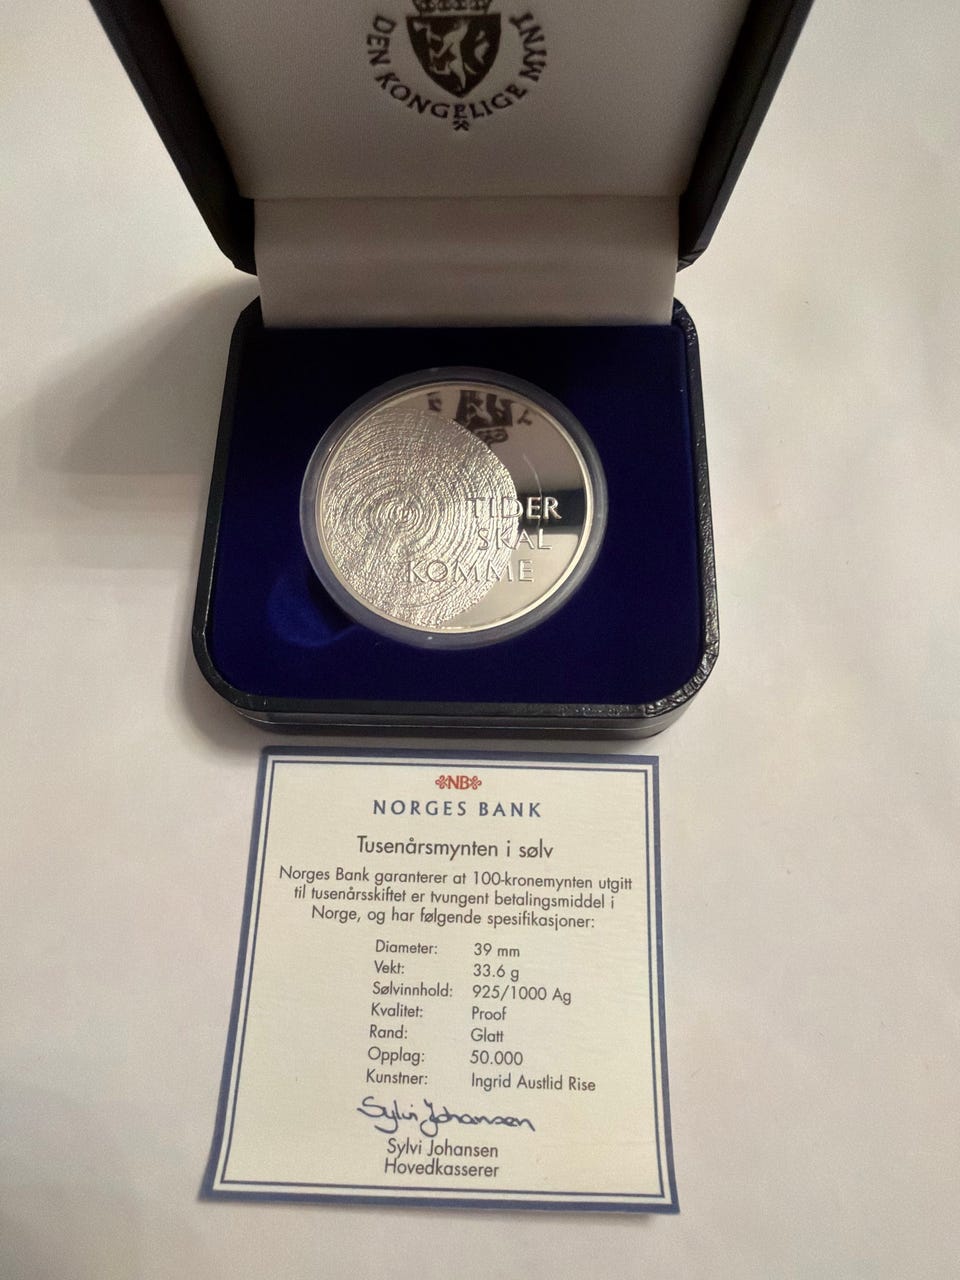 DEN KONGELIGE MYNT
TIDER
SKAL
KOMME
NB
NORGES BANK
Tusenårsmynten i sølv
Norges Bank garanterer at 100-kronemynten utgitt
til tusenårsskiftet er tvungent betalingsmiddel i
Norge, og har følgende spesifikasjoner:
Diameter: 39 mm
Vekt: 33.6 g
Sølvinnhold: 925/1000 Ag
Kvalitet: Proof
Rand: Glatt
Opplag: 50.000
Kunstner: Ingrid Austlid Rise
Sylvi Johansen
Sylvi Johansen
Hovedkasserer